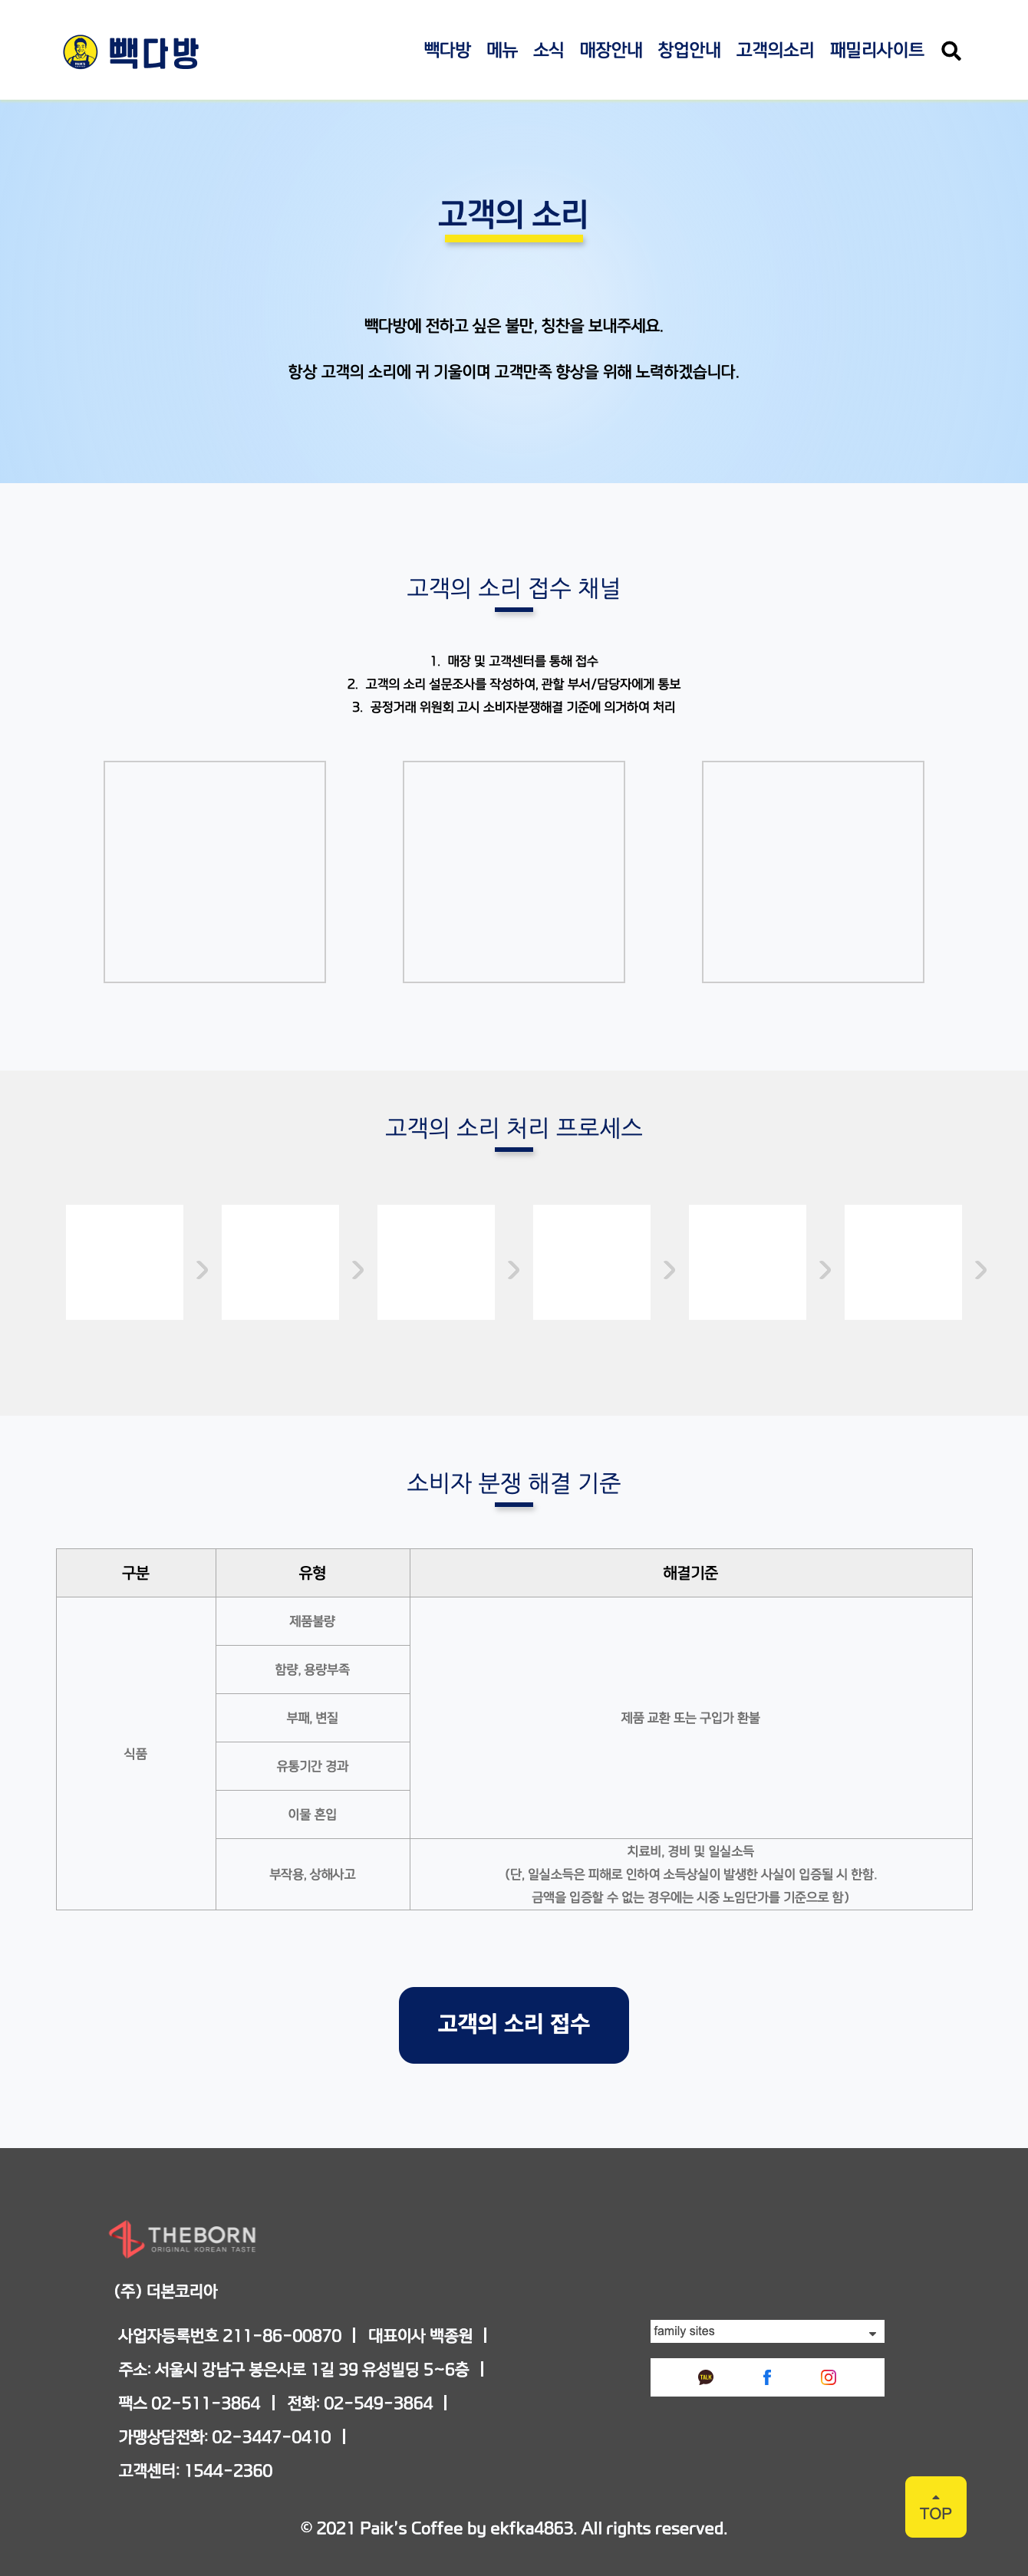 빽다방
빽다방 메뉴 소식 매장안내 창업안내 고객의소리 패밀리사이트
고객의 소리
빽다방에 전하고 싶은 불만, 칭찬을 보내주세요.
항상 고객의 소리에 귀 기울이며 고객만족 향상을 위해 노력하겠습니다.
고객의 소리 접수 채널
1. 매장 및 고객센터를 통해 접수
2. 고객의 소리 설문조사를 작성하여, 관할 부서/담당자에게 통보
3. 공정거래 위원회 고시 소비자분쟁해결 기준에 의거하여 처리
고객의 소리 처리 프로세스
소비자 분쟁 해결 기준
구분 유형 해결기준
식품
제품불량
함량, 용량부족
부패, 변질
유통기간 경과
이물 혼입
제품 교환 또는 구입가 환불
부작용, 상해사고
치료비, 경비 및 일실소득
(단, 일실소득은 피해로 인하여 소득상실이 발생한 사실이 입증될 시 한함.
금액을 입증할 수 없는 경우에는 시중 노임단가를 기준으로 함)
고객의 소리 접수
THEBORN
ORIGINAL KOREAN TASTE
(주) 더본코리아
사업자등록번호 211-86-00870 | 대표이사 백종원 |
주소: 서울시 강남구 봉은사로 1길 39 유성빌딩 5~6층 |
팩스 02-511-3864 | 전화: 02-549-3864 |
가맹상담전화: 02-3447-0410 |
고객센터: 1544-2360
family sites
TALK
TOP
© 2021 Paik's Coffee by ekfka4863. All rights reserved.